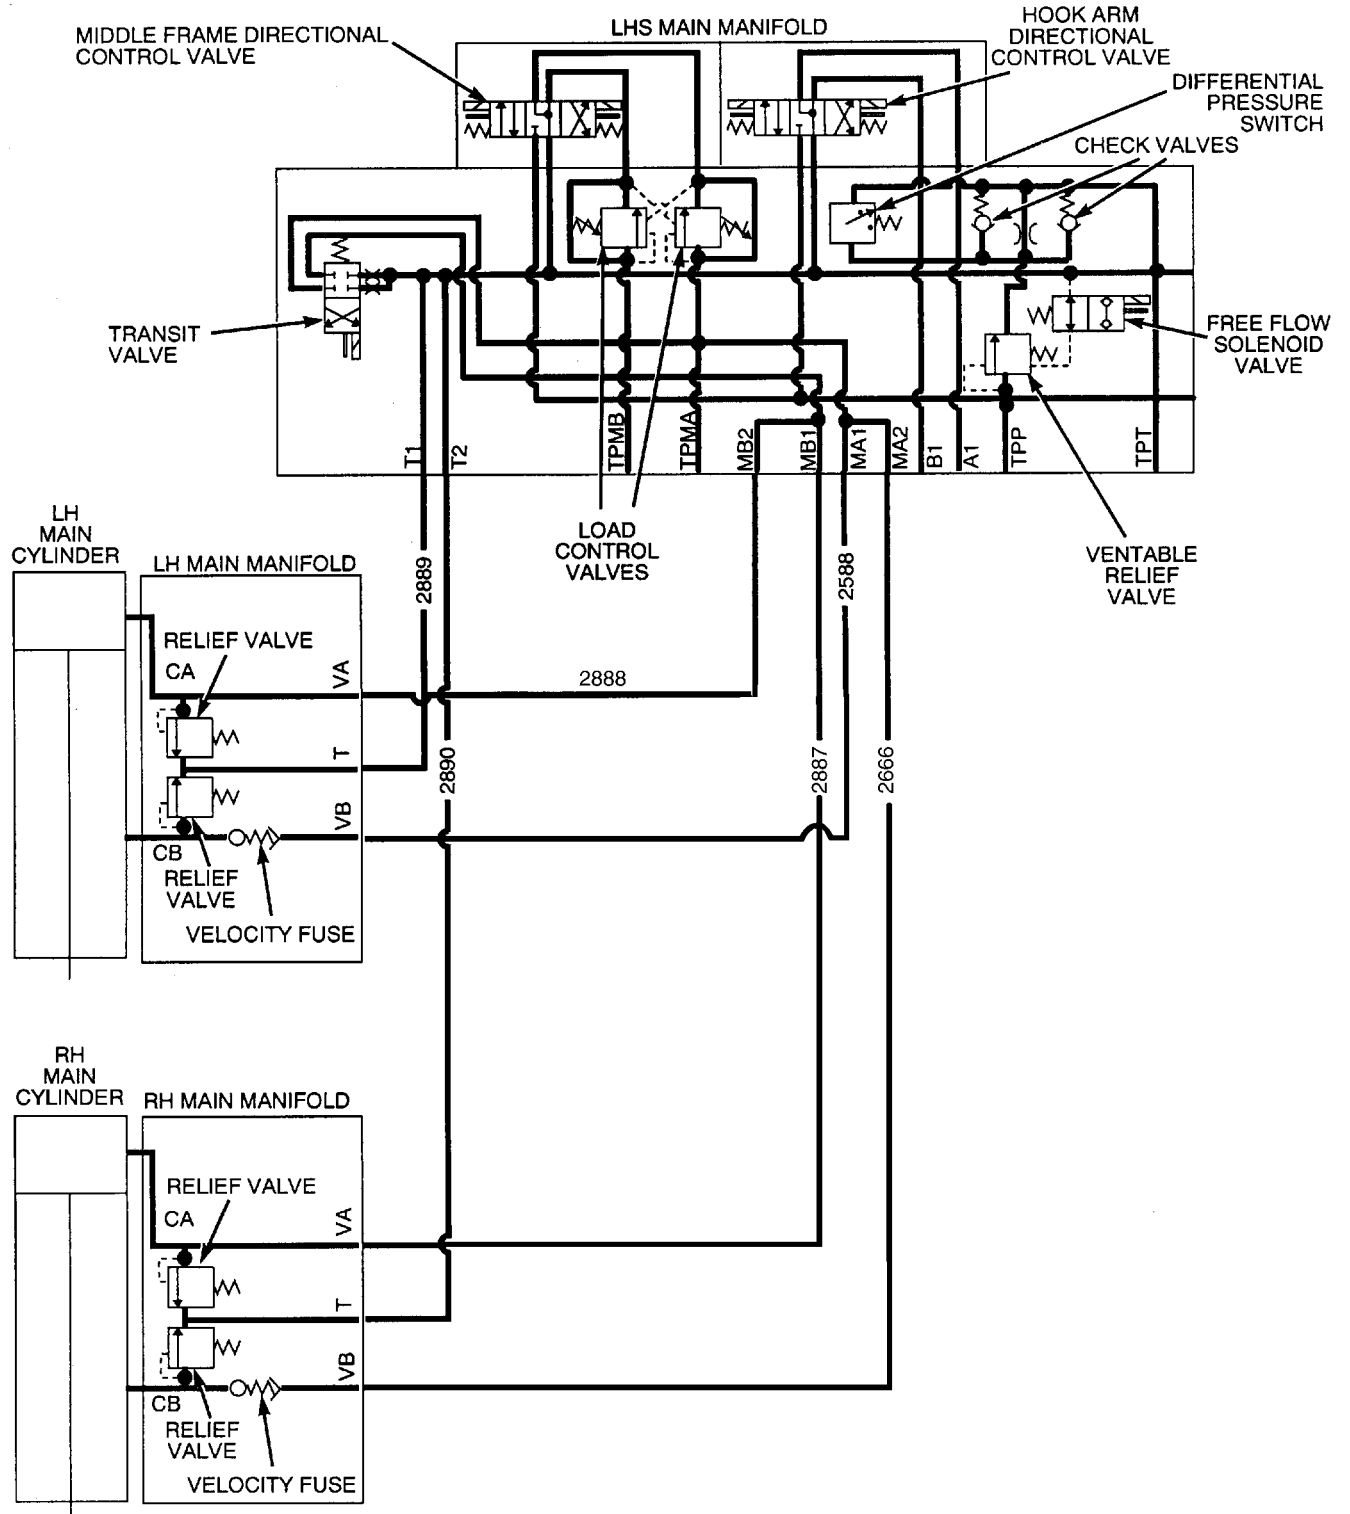 MIDDLE FRAME DIRECTIONAL
CONTROL VALVE
LHS MAIN MANIFOLD
HOOK ARM
DIRECTIONAL
CONTROL VALVE
DIFFERENTIAL
PRESSURE
SWITCH
CHECK VALVES
TRANSIT
VALVE
FREE FLOW
SOLENOID
VALVE
T1
T2
TPMB
TPMA
MB2
MB1
MA1
MA2
B1
A1
TPP
TPT
LOAD
CONTROL
VALVES
VENTABLE
RELIEF
VALVE
LH
MAIN
CYLINDER
LH MAIN MANIFOLD
2889
2588
RELIEF VALVE
CA
VA
2888
T
2890
2887
2666
VB
CB
RELIEF
VALVE
VELOCITY FUSE
RH
MAIN
CYLINDER
RH MAIN MANIFOLD
RELIEF VALVE
CA
VA
T
VB
CB
RELIEF
VALVE
VELOCITY FUSE